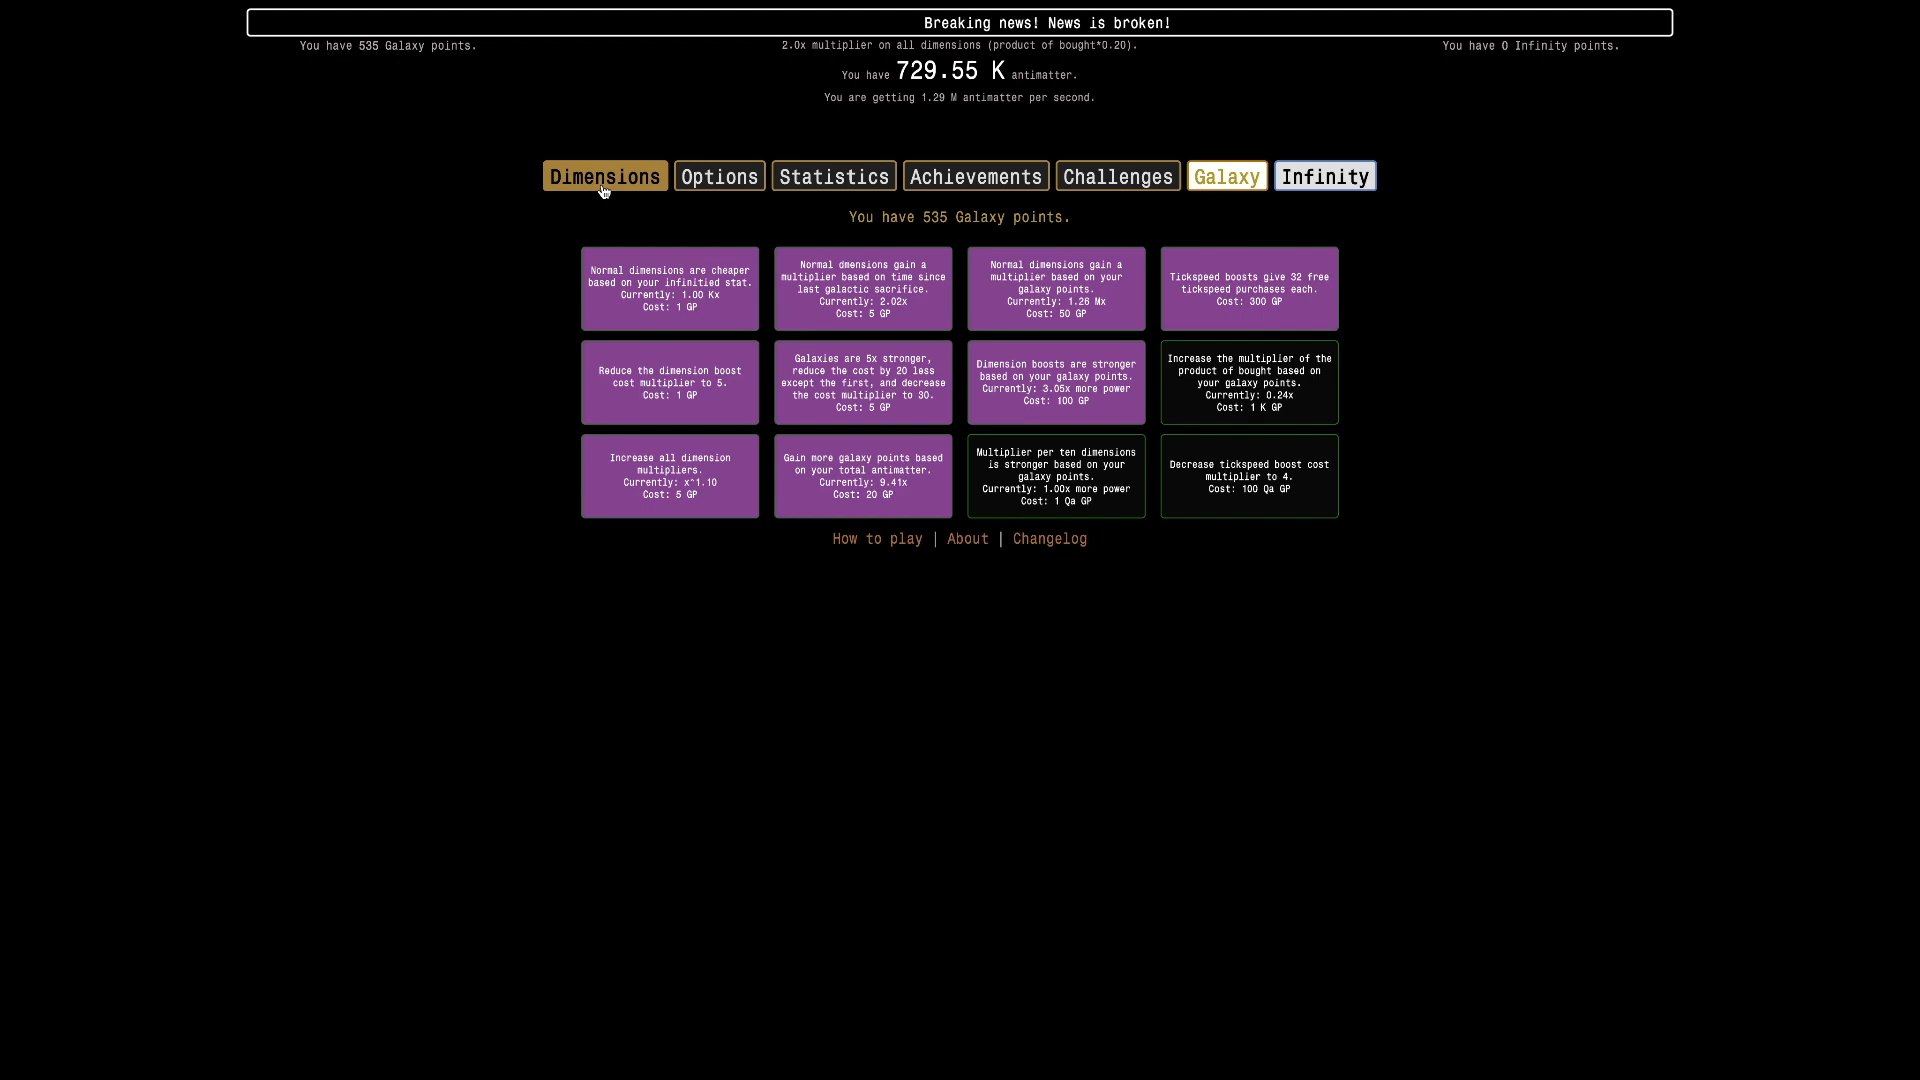 Breaking news! News is broken!
You have 535 Galaxy points.
2.0x multiplier on all dimensions (product of bought*0.20).
You have 0 Infinity points.
You have 729.55 K antimatter.
You are getting 1.29 M antimatter per second.
Dimensions Options Statistics Achievements Challenges Galaxy Infinity
You have 535 Galaxy points.
Normal dimensions are cheaper
based on your infinitied stat.
Currently: 1.00 Kx
Cost: 1 GP
Normal dmensions gain a
multiplier based on time since
last galactic sacrifice.
Currently: 2.02x
Cost: 5 GP
Normal dimensions gain a
multiplier based on your
galaxy points.
Currently: 1.26 Mx
Cost: 50 GP
Tickspeed boosts give 32 free
tickspeed purchases each.
Cost: 300 GP
Reduce the dimension boost
cost multiplier to 5.
Cost: 1 GP
Galaxies are 5x stronger,
reduce the cost by 20 less
except the first, and decrease
the cost multiplier to 30.
Cost: 5 GP
Dimension boosts are stronger
based on your galaxy points.
Currently: 3.05x more power
Cost: 100 GP
Increase the multiplier of the
product of bought based on
your galaxy points.
Currently: 0.24x
Cost: 1 K GP
Increase all dimension
multipliers.
Currently: x^1.10
Cost: 5 GP
Gain more galaxy points based
on your total antimatter.
Currently: 9.41x
Cost: 20 GP
Multiplier per ten dimensions
is stronger based on your
galaxy points.
Currently: 1.00x more power
Cost: 1 Qa GP
Decrease tickspeed boost cost
multiplier to 4.
Cost: 100 Qa GP
How to play | About | Changelog